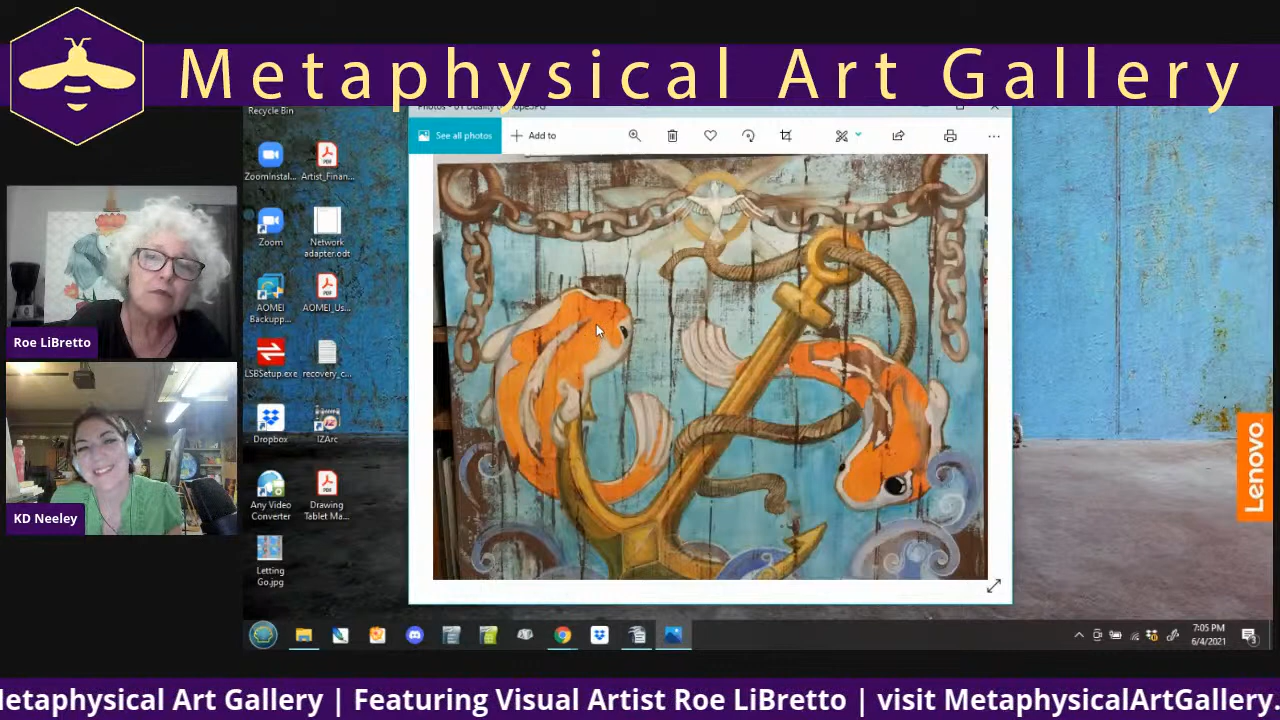 Metaphysical Art Gallery
Recycle Bin
See all photos
Add to
ZoomInstal...
Artist_Finan...
Zoom
Network
adapter.odt
AOMEI
Backupp...
AOMEI_Us...
LSBSetup.exe
recovery_c...
Dropbox
IZArc
Any Video
Converter
Drawing
Tablet Ma...
Letting
Go.jpg
Roe LiBretto
KD Neeley
Lenovo
7:05 PM
6/4/2021
3
Metaphysical Art Gallery | Featuring Visual Artist Roe LiBretto | visit MetaphysicalArtGallery.